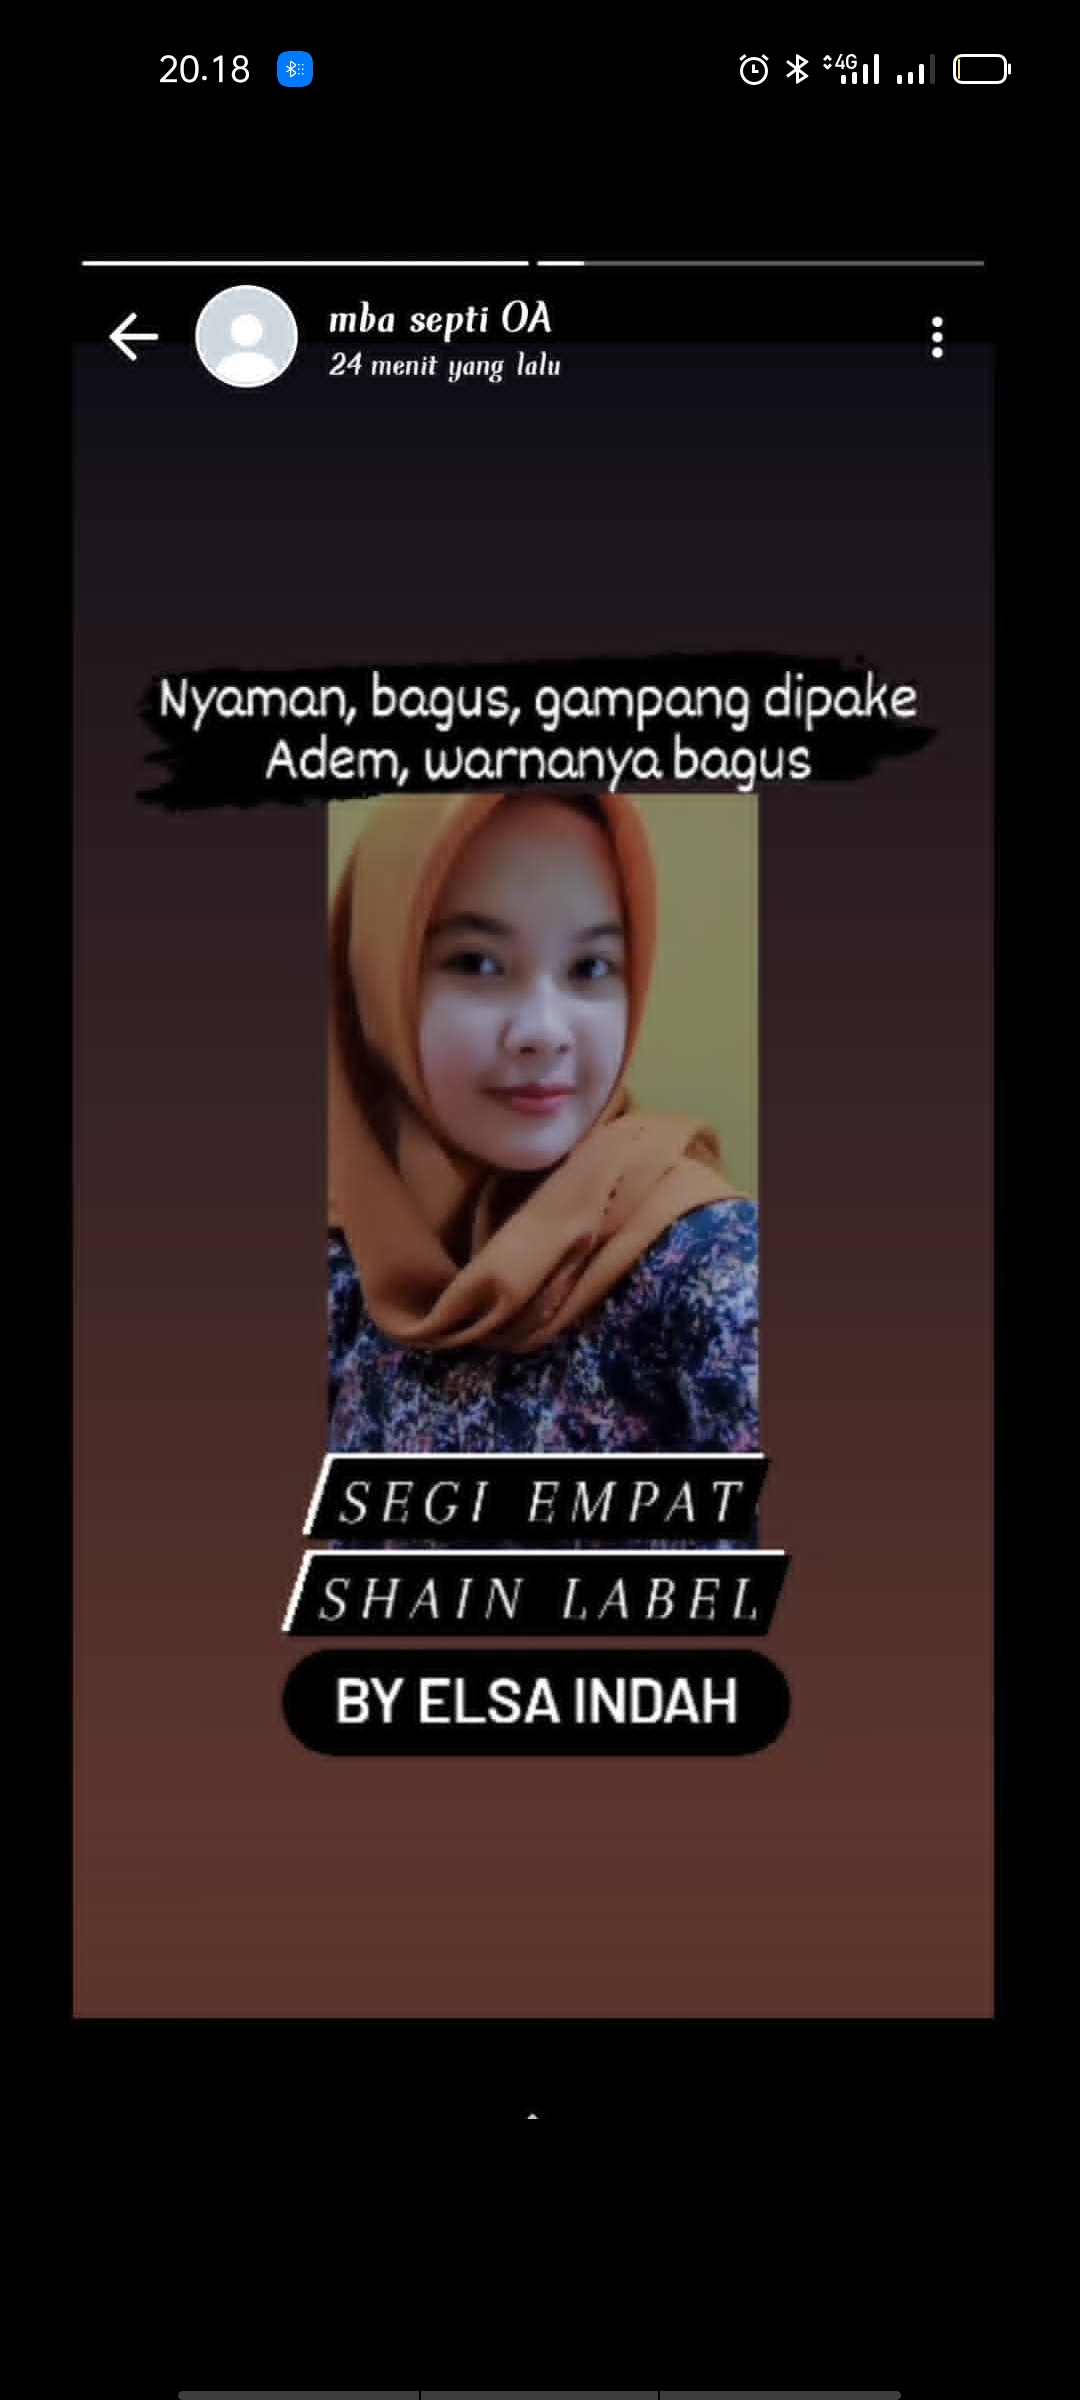 20.18
4G
mba septi OA
24 menit yang lalu
Nyaman, bagus, gampang dipake
Adem, warnanya bagus
SEGI EMPAT
SHAIN LABEL
BY ELSA INDAH